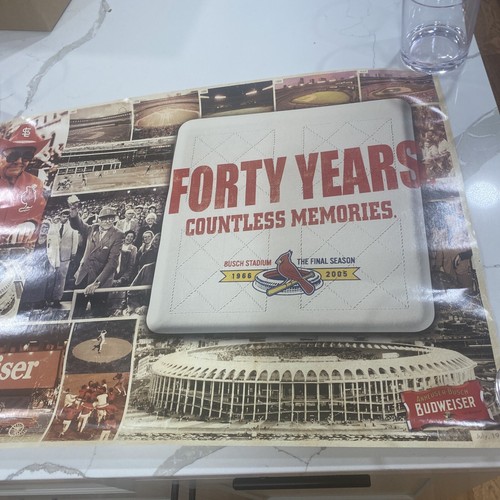 FORTY YEARS
COUNTLESS MEMORIES.
BUSCH STADIUM THE FINAL SEASON
1966 2005
ser
BUDWEISER